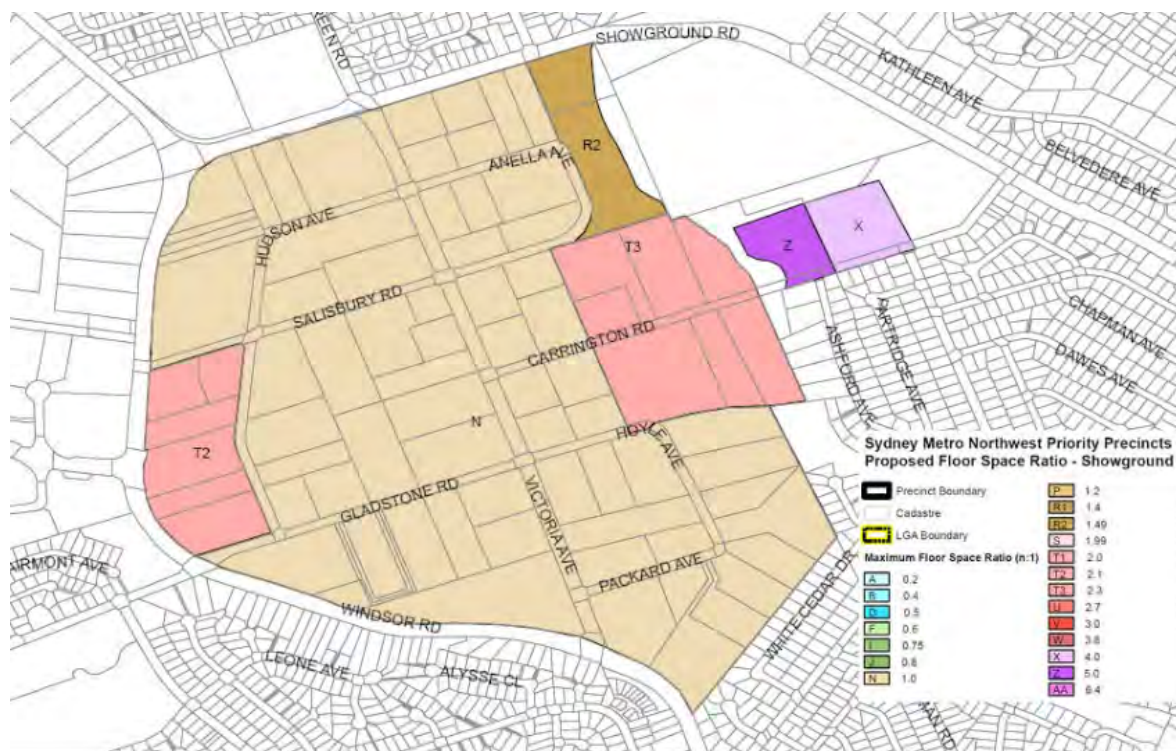 SHOWGROUND RD
KATHLEEN AVE
BELVEDERE AVE
R2
ANELLA AVE
HUDSON AVE
T3
Z
X
SALISBURY RD
CARRINGTON RD
PARTRIDGE AVE
ASHFORD AVE
CHAPMAN AVE
DAWES AVE
T2
N
HOYLE AVE
GLADSTONE RD
VICTORIA AVE
PACKARD AVE
WINDSOR RD
WHITECEDAR DR
LEONE AVE
ALYSSE CL
Sydney Metro Northwest Priority Precincts
Proposed Floor Space Ratio - Showground
Precinct Boundary
Cadastre
LGA Boundary
Maximum Floor Space Ratio (n:1)
A 0.2
B 0.4
D 0.5
F 0.6
I 0.75
J 0.8
N 1.0
P 1.2
R1 1.4
R2 1.49
S 1.99
T1 2.0
T2 2.1
T3 2.3
U 2.7
V 3.0
W 3.8
X 4.0
Z 5.0
AA 6.4